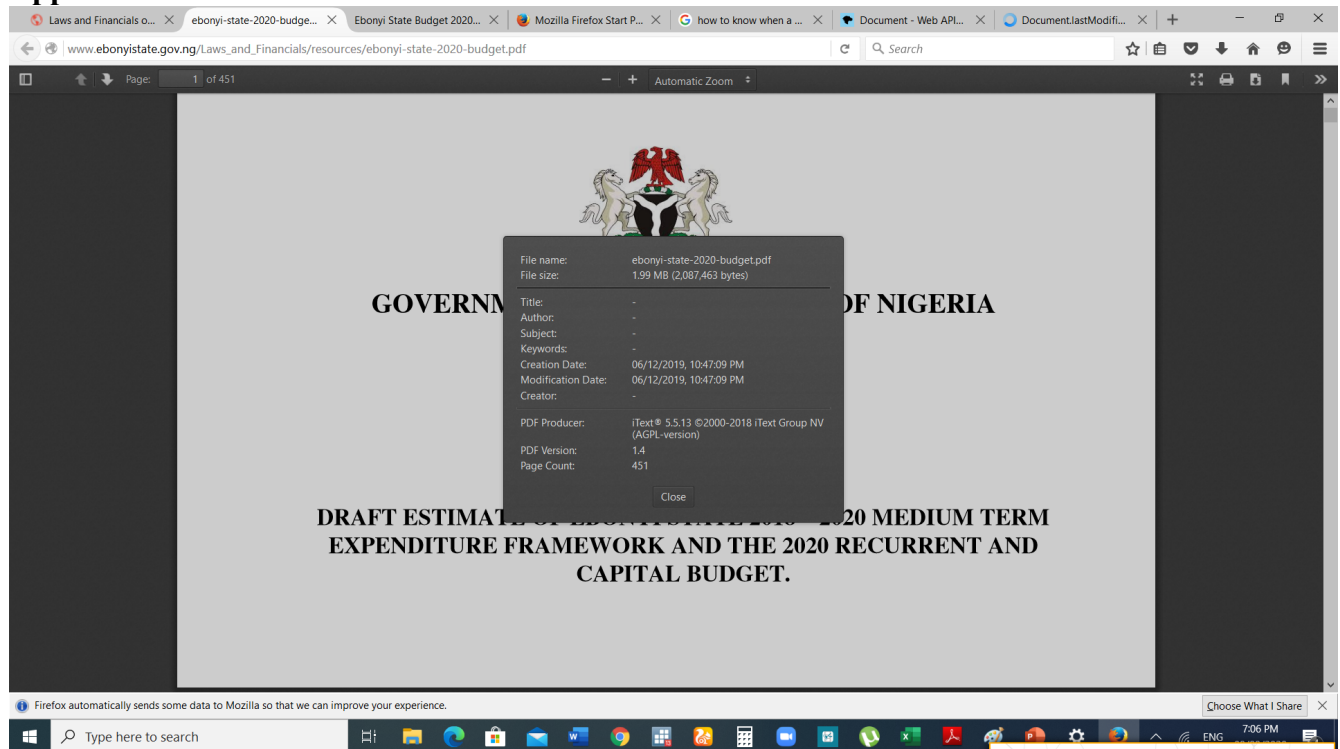 Laws and Financials o...
ebonyi-state-2020-budge...
Ebonyi State Budget 2020...
Mozilla Firefox Start P...
how to know when a ...
Document - Web API...
Document.lastModifi...
www.ebonyistate.gov.ng/Laws_and_Financials/resources/ebonyi-state-2020-budget.pdf
Search
Page: 1 of 451
Automatic Zoom
File name: ebonyi-state-2020-budget.pdf
File size: 1.99 MB (2,087,463 bytes)
GOVERNM OF NIGERIA
Title: -
Author: -
Subject: -
Keywords: -
Creation Date: 06/12/2019, 10:47:09 PM
Modification Date: 06/12/2019, 10:47:09 PM
Creator: -
PDF Producer: iText® 5.5.13 ©2000-2018 iText Group NV
(AGPL-version)
PDF Version: 1.4
Page Count: 451
Close
DRAFT ESTIMATE OF EBONYI STATE 2018 - 2020 MEDIUM TERM
EXPENDITURE FRAMEWORK AND THE 2020 RECURRENT AND
CAPITAL BUDGET.
Firefox automatically sends some data to Mozilla so that we can improve your experience.
Choose What I Share
Type here to search
ENG
7:06 PM